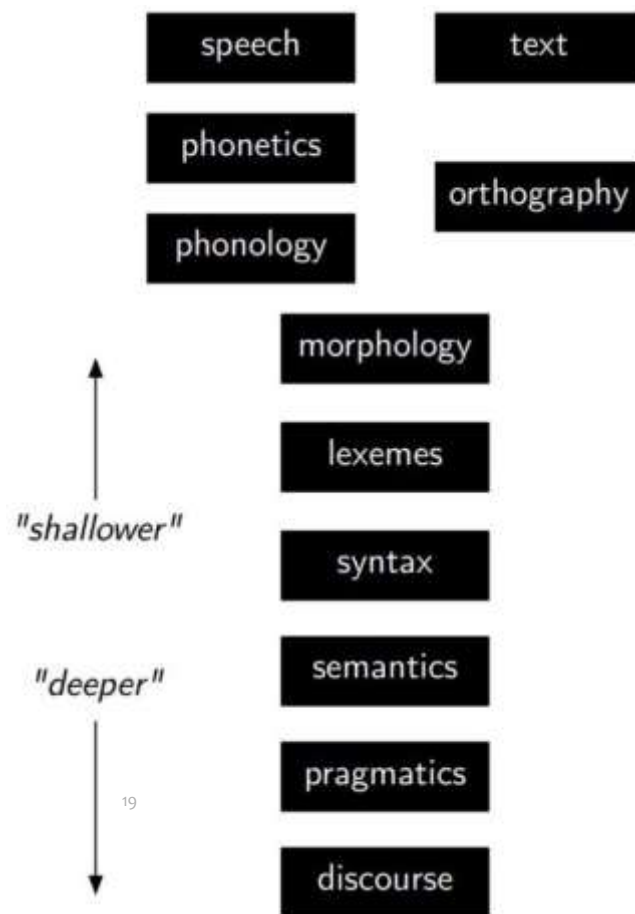 speech
text
phonetics
orthography
phonology
morphology
lexemes
"shallower"
syntax
semantics
"deeper"
pragmatics
19
discourse